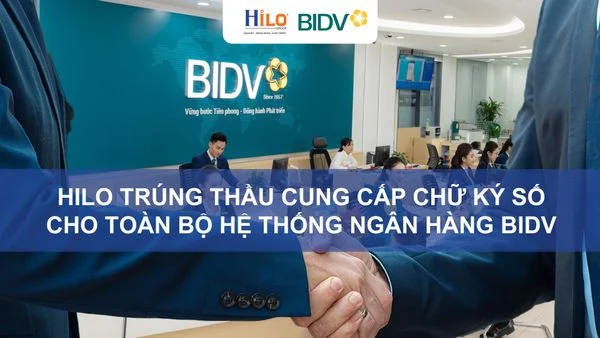 HILO
GROUP
BIDV
BIDV
Since 1957
Vững bước Tiên phong - Đồng hành Phát triển
HILO TRÚNG THẦU CUNG CẤP CHỮ KÝ SỐ
CHO TOÀN BỘ HỆ THỐNG NGÂN HÀNG BIDV